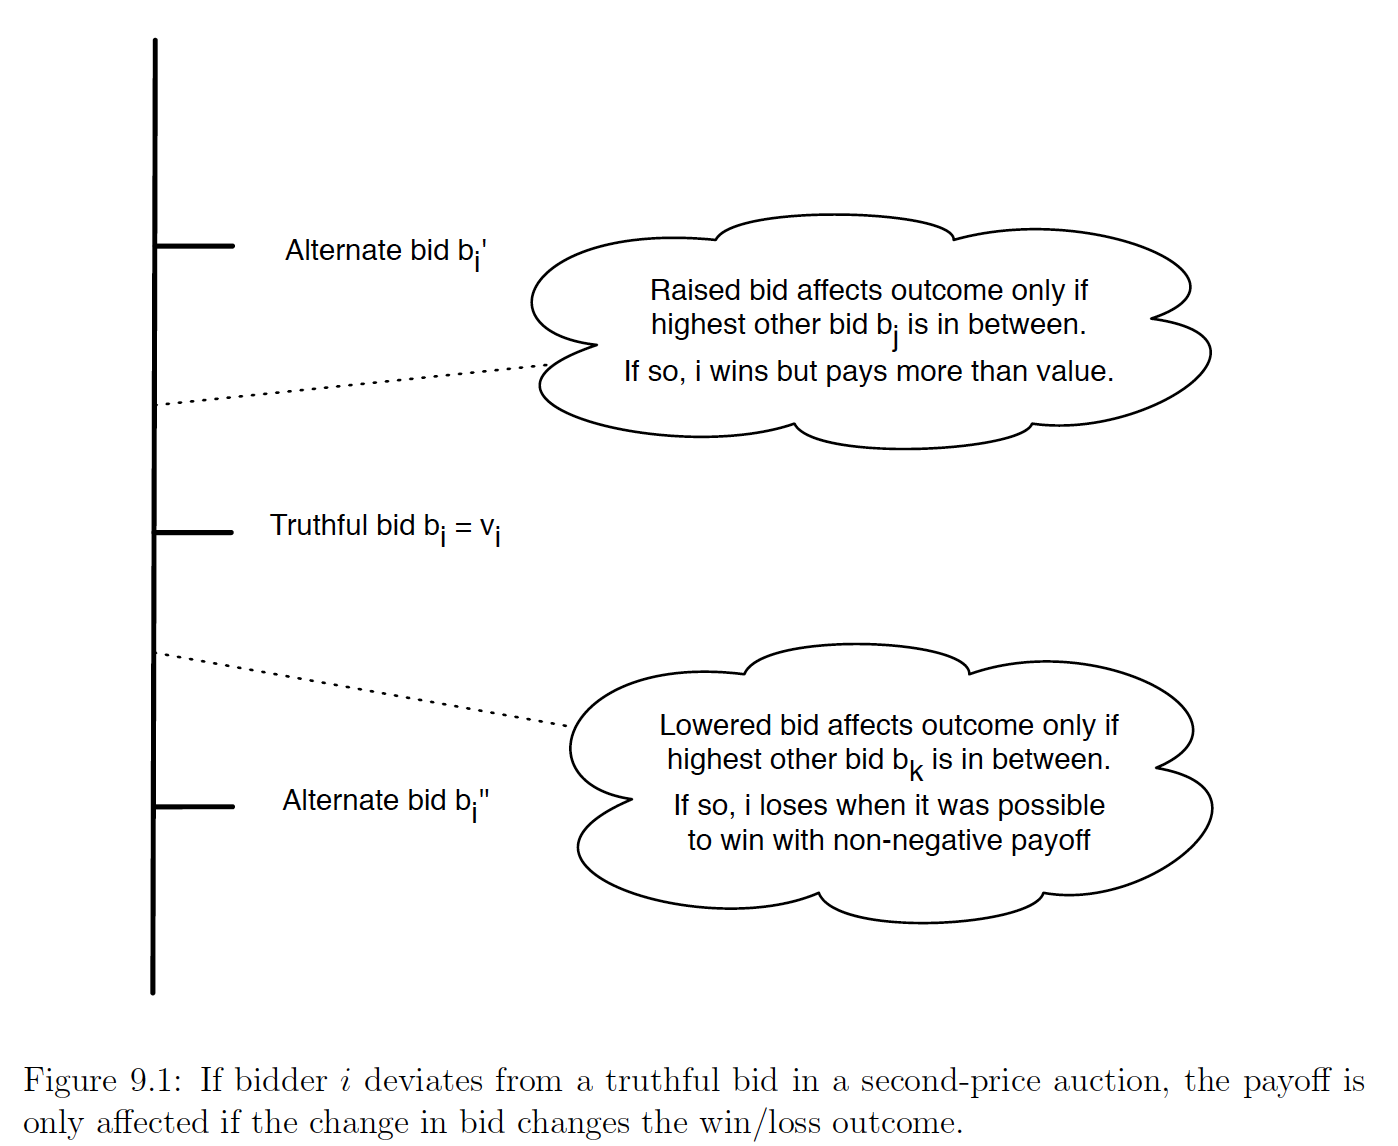 Alternate bid bi'
Raised bid affects outcome only if
highest other bid bj is in between.
If so, i wins but pays more than value.
Truthful bid bi = vi
Lowered bid affects outcome only if
highest other bid bk is in between.
If so, i loses when it was possible
to win with non-negative payoff
Alternate bid bi"
Figure 9.1: If bidder i deviates from a truthful bid in a second-price auction, the payoff is
only affected if the change in bid changes the win/loss outcome.